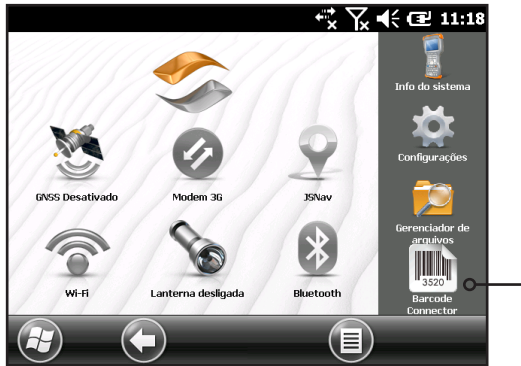 11:18
Info do sistema
GNSS Desativado
Modem 3G
JSNav
Configurações
Gerenciador de
arquivos
Wi-Fi
Lanterna desligada
Bluetooth
3520
Barcode
Connector